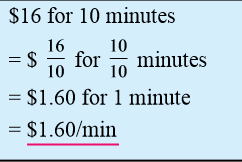 $16 for 10 minutes
= $ 16/10 for 10/10 minutes
= $1.60 for 1 minute
= $1.60/min